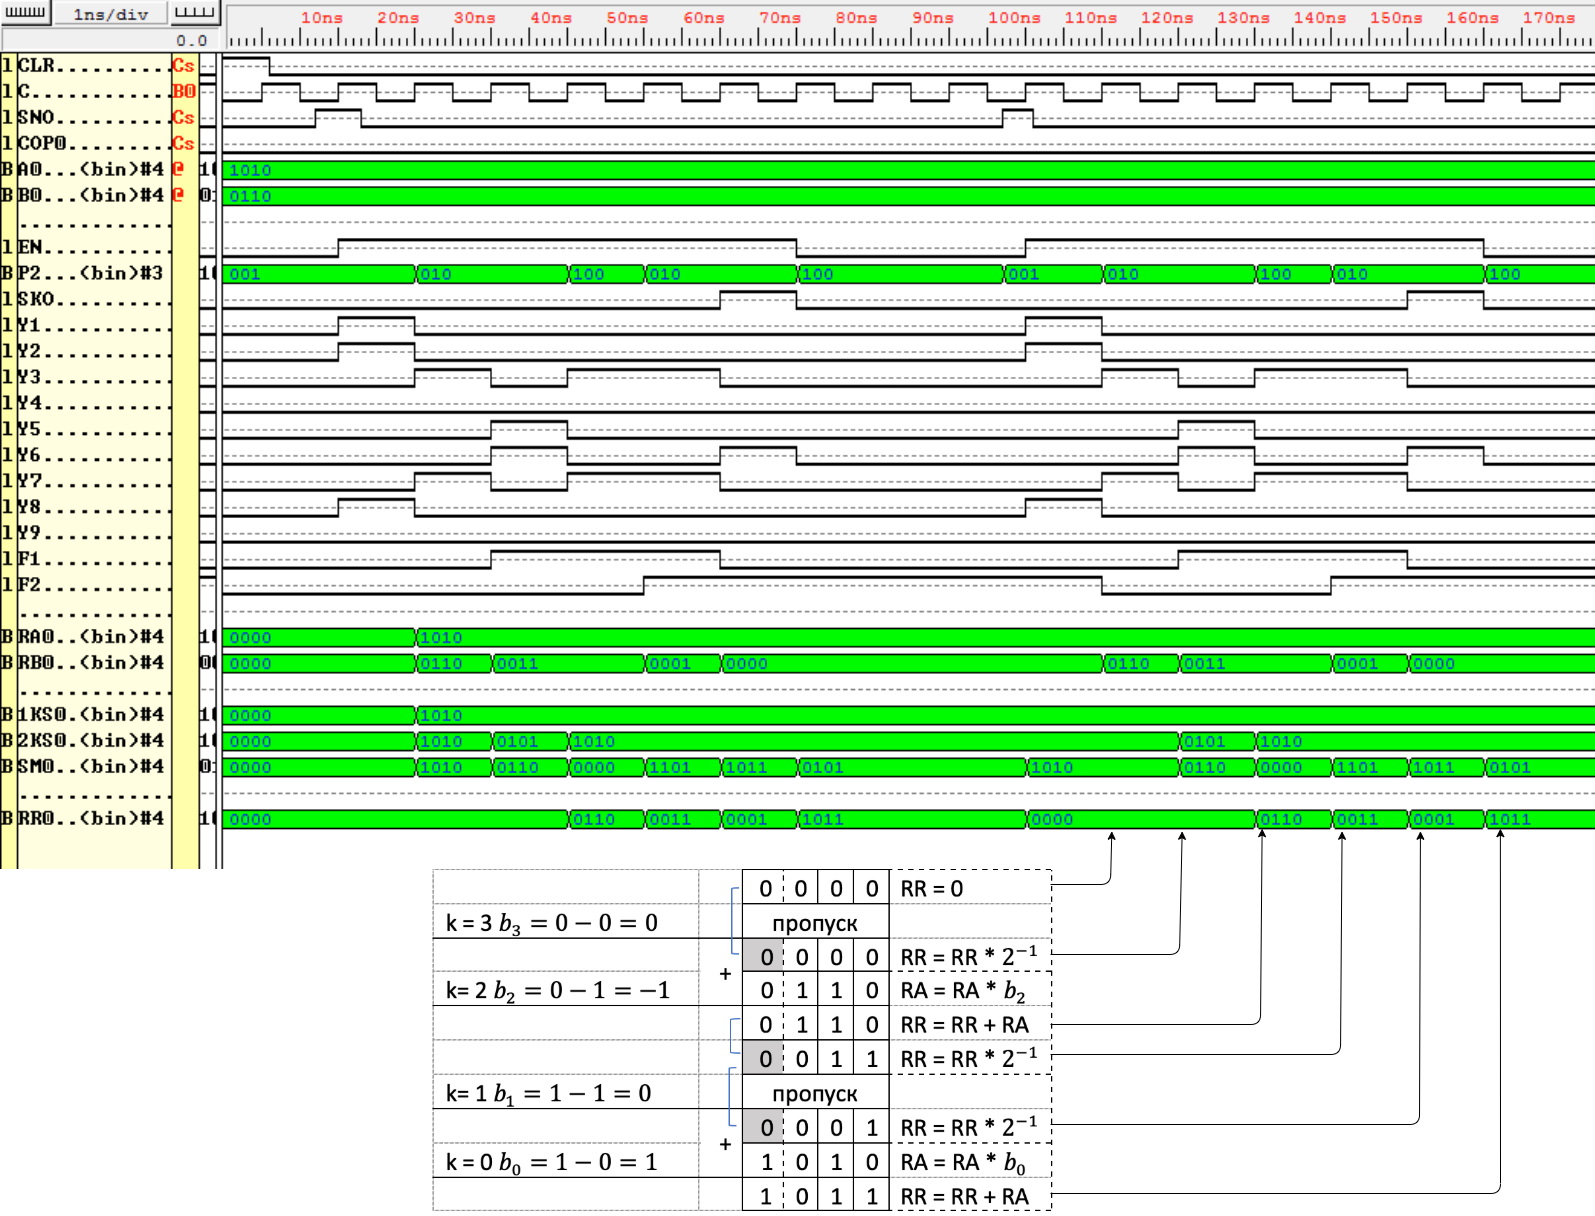 1ns/div 10ns 20ns 30ns 40ns 50ns 60ns 70ns 80ns 90ns 100ns 110ns 120ns 130ns 140ns 150ns 160ns 170ns
0.0
1 CLR.......... Cs
1 C............ B0
1 SNO.......... Cs
1 COP0......... Cs
B A0...(bin)#4 @ 1010
B B0...(bin)#4 @ 0110
1 EN...........
B P2...(bin)#3 001 010 100 010 100 001 010 100 010 100
1 SKO..........
1 Y1...........
1 Y2...........
1 Y3...........
1 Y4...........
1 Y5...........
1 Y6...........
1 Y7...........
1 Y8...........
1 Y9...........
1 F1...........
1 F2...........
B RA0..(bin)#4 0000 1010
B RB0..(bin)#4 0000 0110 0011 0001 0000 0110 0011 0001 0000
B 1KS0.(bin)#4 0000 1010
B 2KS0.(bin)#4 0000 1010 0101 1010 0101 1010
B SM0..(bin)#4 0000 1010 0110 0000 1101 1011 0101 1010 0110 0000 1101 1011 0101
B RR0..(bin)#4 0000 0110 0011 0001 1011 0000 0110 0011 0001 1011
0 0 0 0 RR = 0
k = 3 b₃ = 0 − 0 = 0 пропуск
0 0 0 0 RR = RR * 2⁻¹
+
k= 2 b₂ = 0 − 1 = −1 0 1 1 0 RA = RA * b₂
0 1 1 0 RR = RR + RA
0 0 1 1 RR = RR * 2⁻¹
k= 1 b₁ = 1 − 1 = 0 пропуск
0 0 0 1 RR = RR * 2⁻¹
+
k = 0 b₀ = 1 − 0 = 1 1 0 1 0 RA = RA * b₀
1 0 1 1 RR = RR + RA